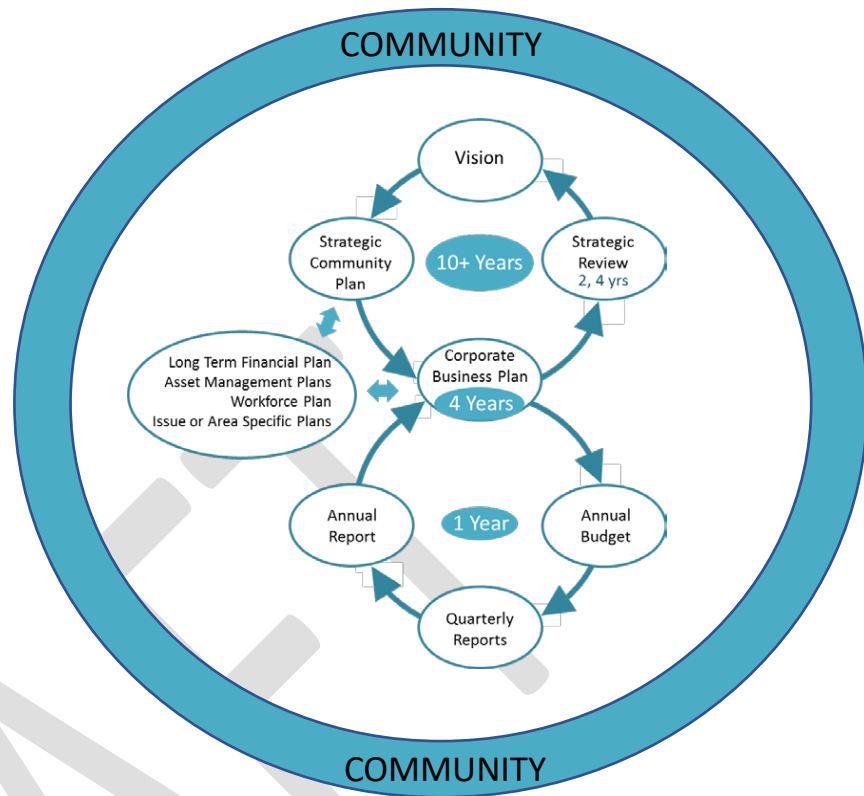 COMMUNITY
Vision
Strategic
Community
Plan
10+ Years
Strategic
Review
2, 4 yrs
Long Term Financial Plan
Asset Management Plans
Workforce Plan
Issue or Area Specific Plans
Corporate
Business Plan
4 Years
Annual
Report
1 Year
Annual
Budget
Quarterly
Reports
COMMUNITY